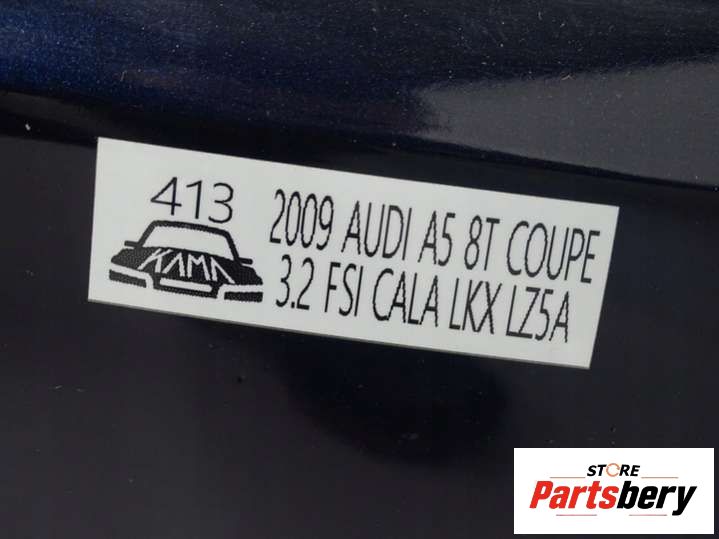 413
KAMA
2009 AUDI A5 8T COUPE
3.2 FSI CALA LKX LZ5A
STORE
Partsbery